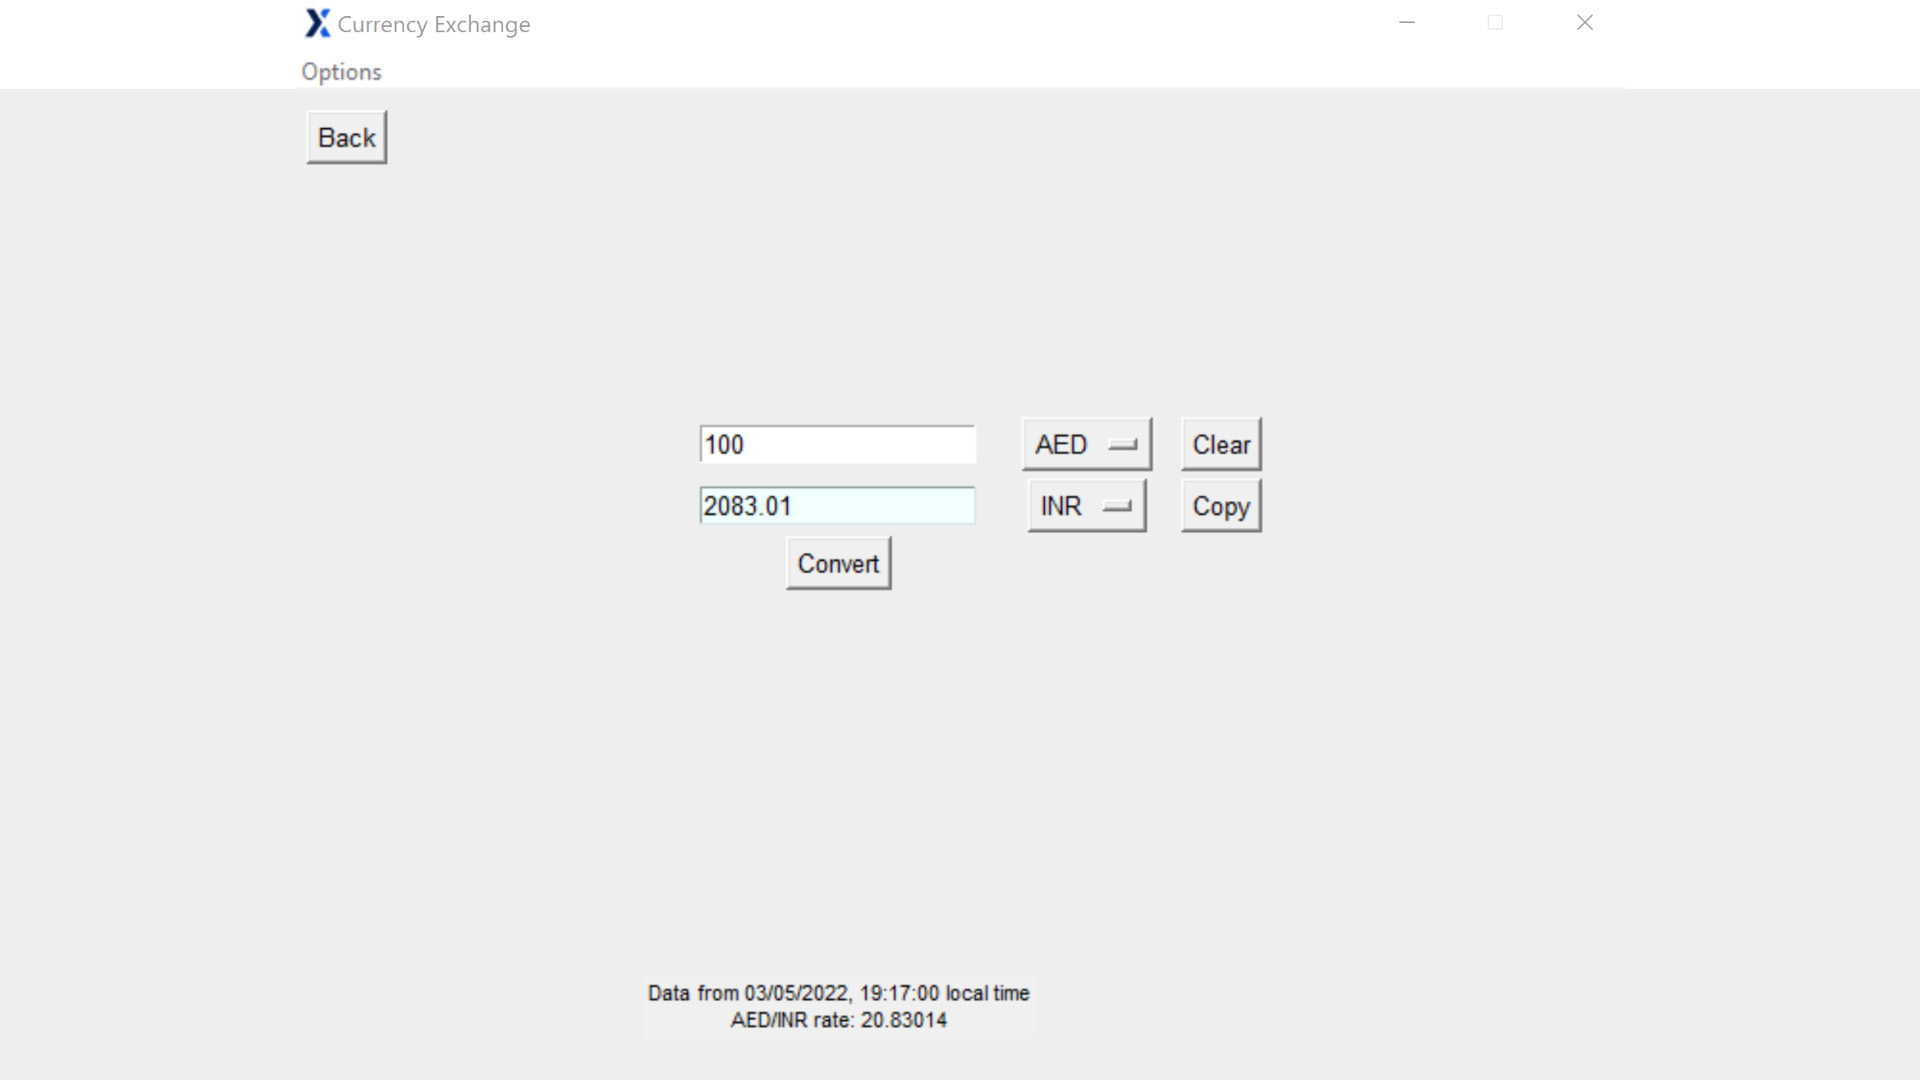 Currency Exchange
Options
Back
100 AED Clear
2083.01 INR Copy
Convert
Data from 03/05/2022, 19:17:00 local time
AED/INR rate: 20.83014